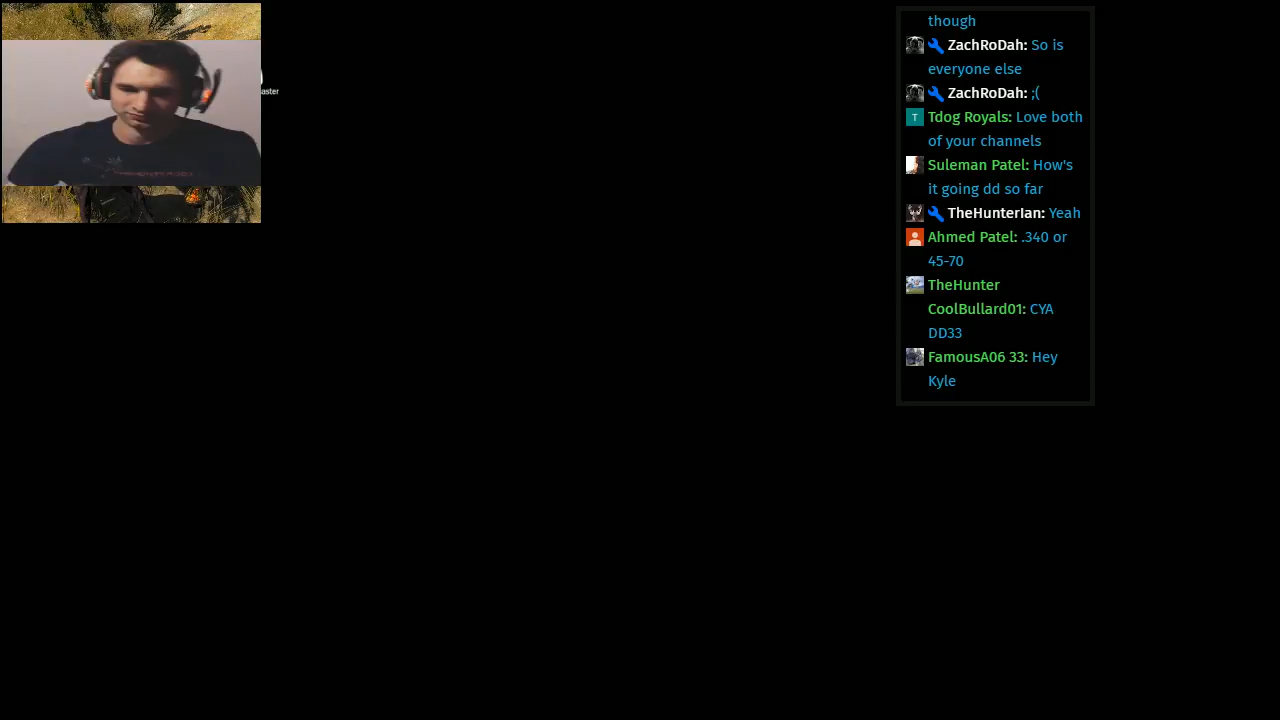 aster
though
ZachRoDah: So is
everyone else
ZachRoDah: ;(
T Tdog Royals: Love both
of your channels
Suleman Patel: How's
it going dd so far
TheHunterIan: Yeah
Ahmed Patel: .340 or
45-70
TheHunter
CoolBullard01: CYA
DD33
FamousA06 33: Hey
Kyle